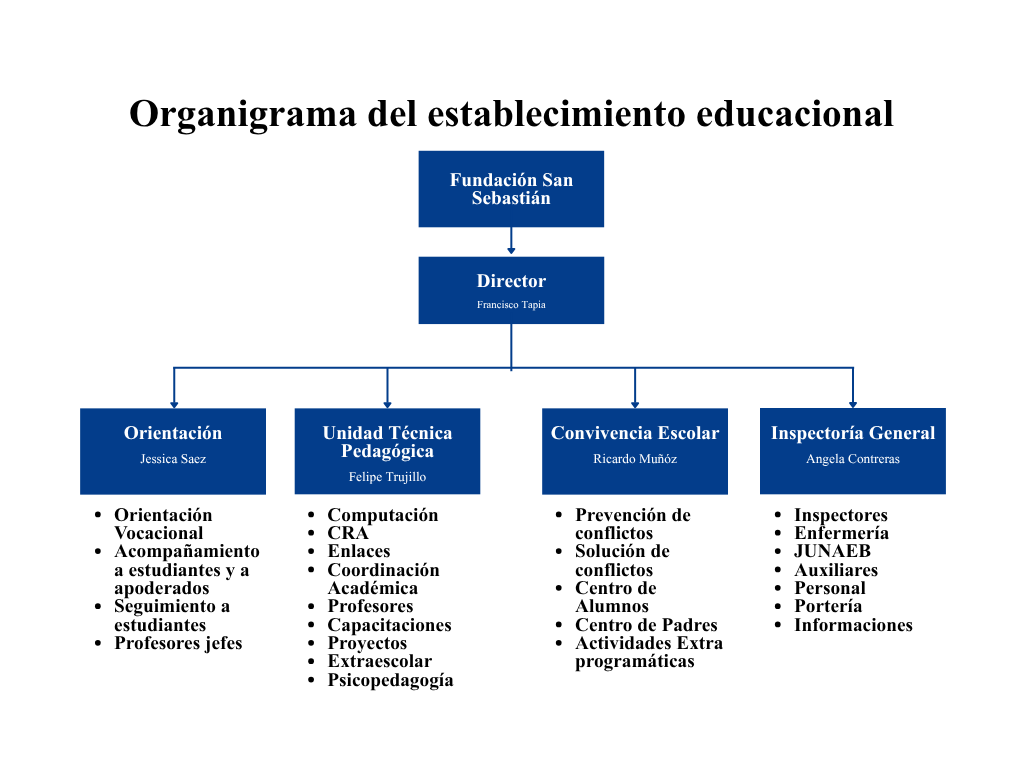 Organigrama del establecimiento educacional
Fundación San
Sebastián
Director
Francisco Tapia
Orientación
Jessica Saez
• Orientación
Vocacional
• Acompañamiento
a estudiantes y a
apoderados
• Seguimiento a
estudiantes
• Profesores jefes
Unidad Técnica
Pedagógica
Felipe Trujillo
• Computación
• CRA
• Enlaces
• Coordinación
Académica
• Profesores
• Capacitaciones
• Proyectos
• Extraescolar
• Psicopedagogía
Convivencia Escolar
Ricardo Muñóz
• Prevención de
conflictos
• Solución de
conflictos
• Centro de
Alumnos
• Centro de Padres
• Actividades Extra
programáticas
Inspectoría General
Angela Contreras
• Inspectores
• Enfermería
• JUNAEB
• Auxiliares
• Personal
• Portería
• Informaciones